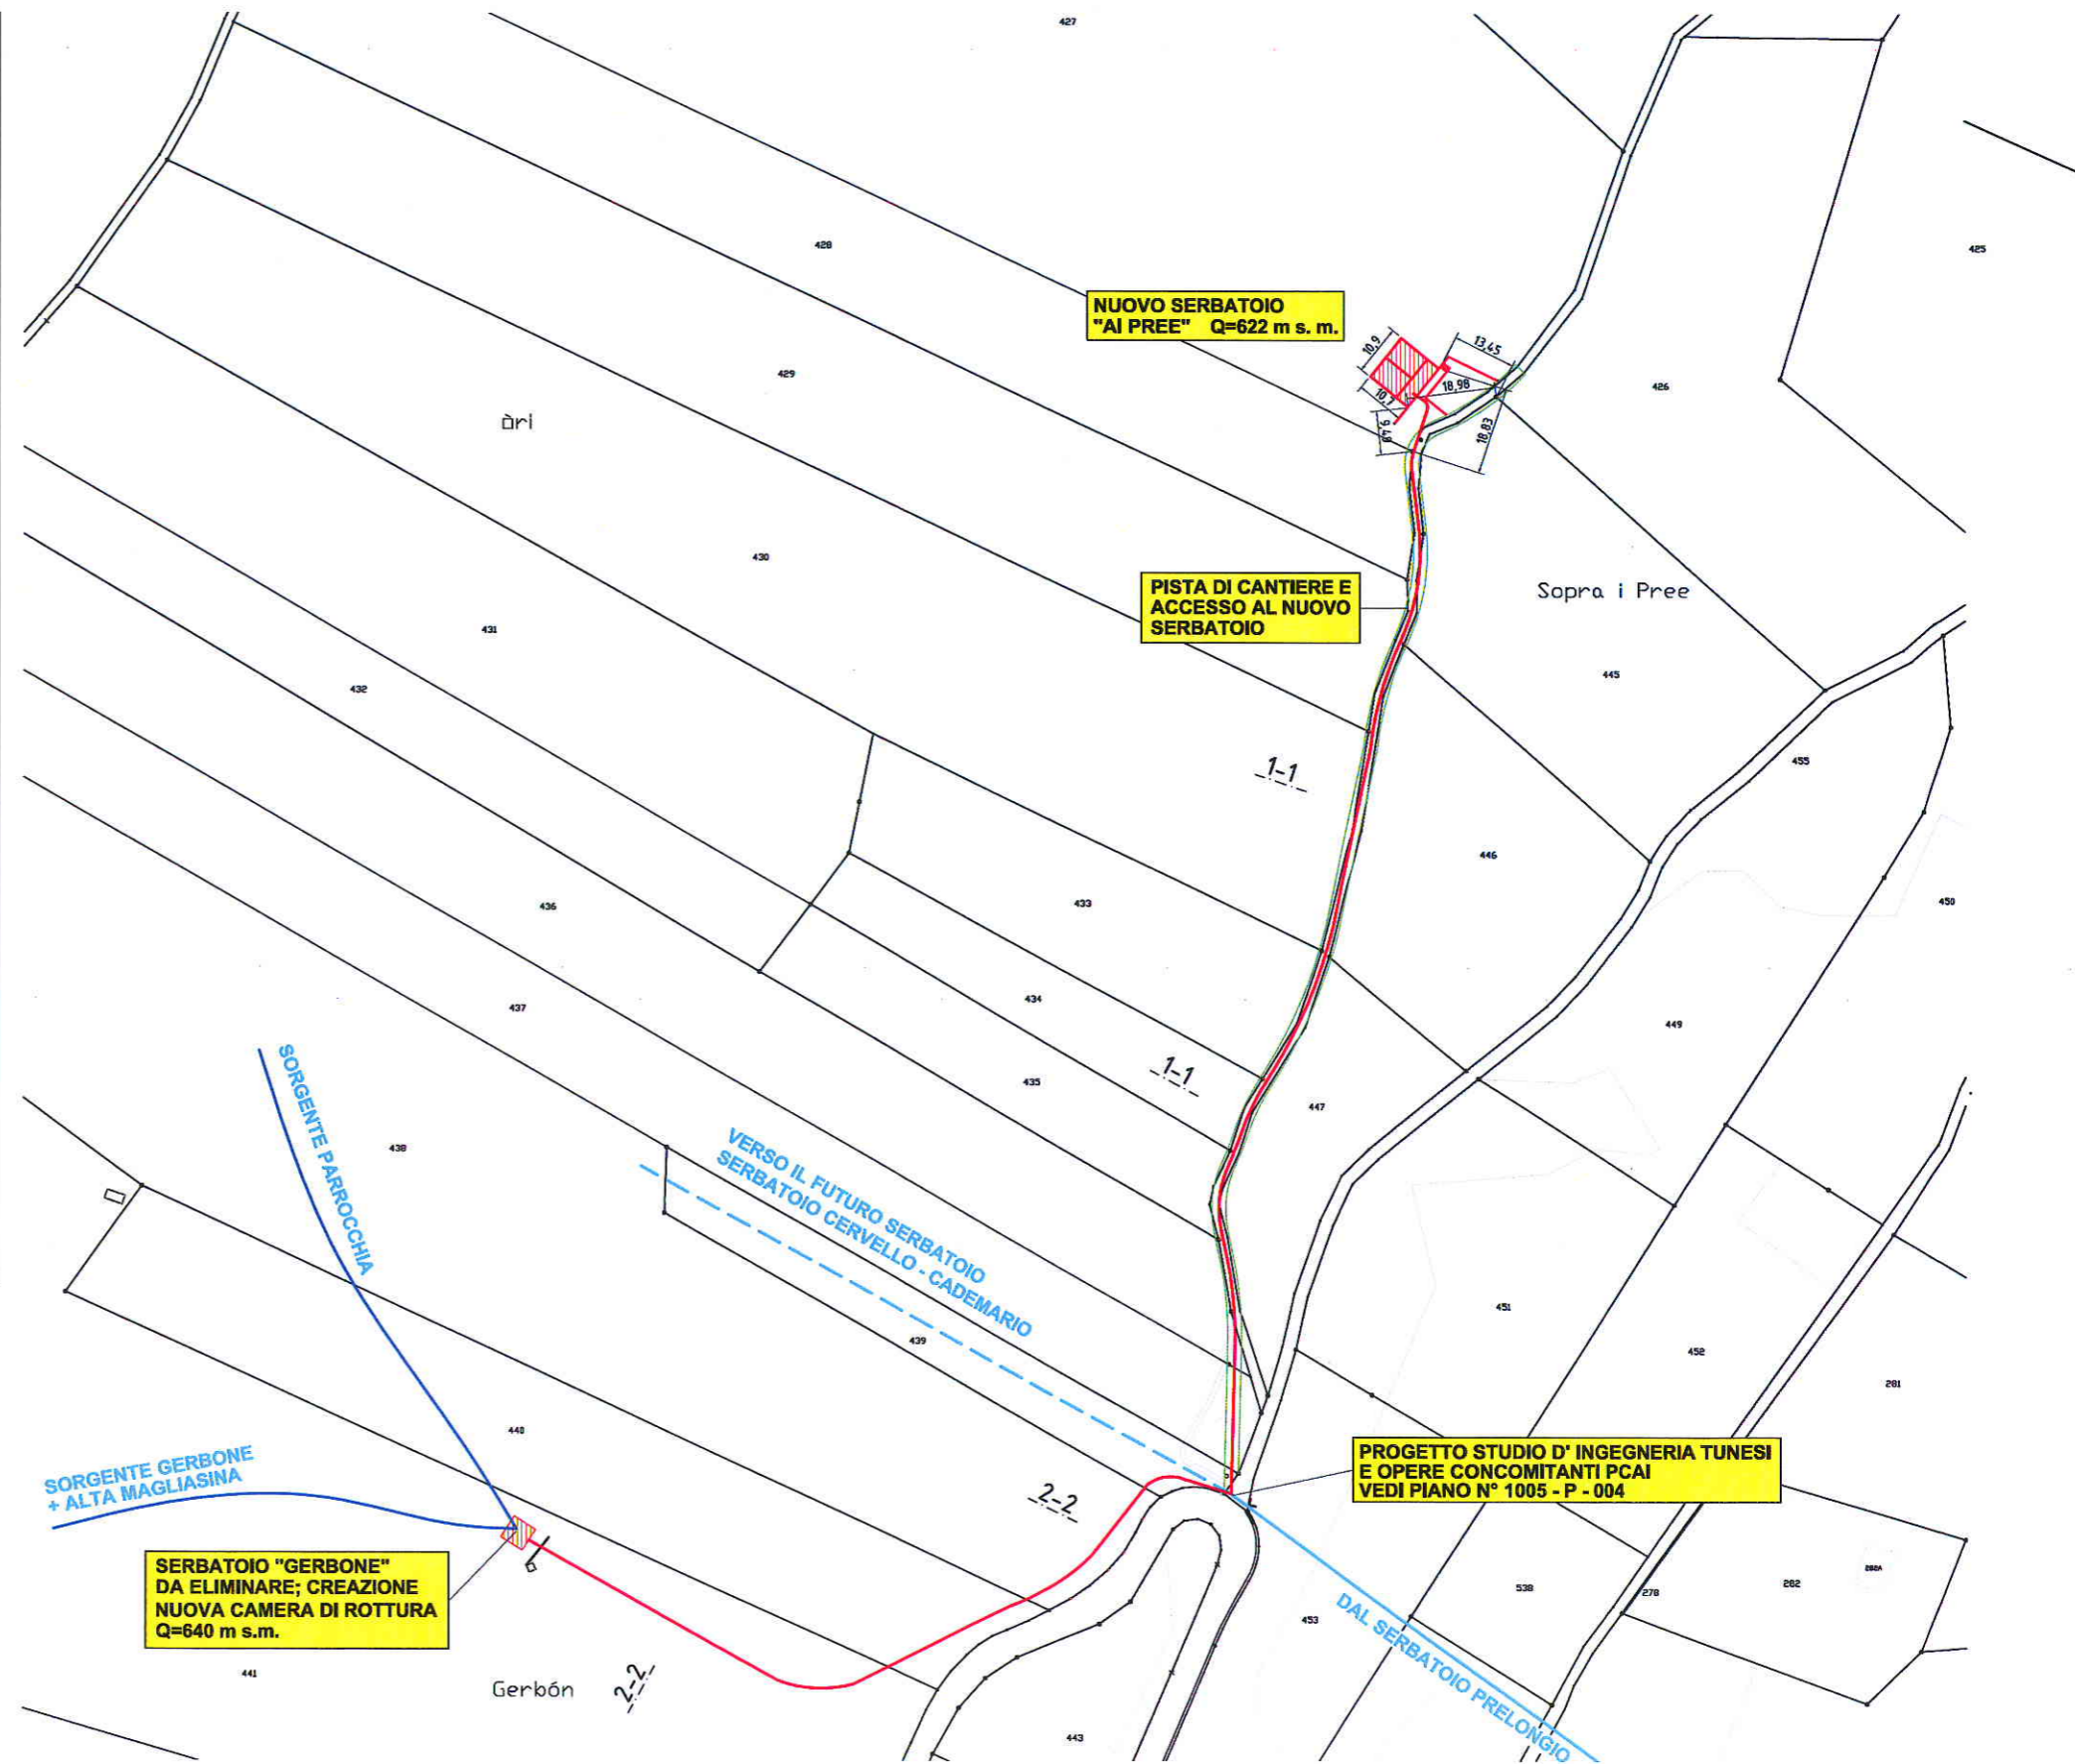 427
428
425
NUOVO SERBATOIO
"AI PREE" Q=622 m s. m.
10,9
13,45
18,98
10,7
9,48
18,83
429
426
àri
430
PISTA DI CANTIERE E
ACCESSO AL NUOVO
SERBATOIO
Sopra i Pree
431
445
432
1-1
455
446
433
436
450
434
437
449
1-1
435
447
SORGENTE PARROCCHIA
438
VERSO IL FUTURO SERBATOIO
SERBATOIO CERVELLO - CADEMARIO
451
439
452
281
440
SORGENTE GERBONE
+ ALTA MAGLIASINA
PROGETTO STUDIO D' INGEGNERIA TUNESI
E OPERE CONCOMITANTI PCAI
VEDI PIANO N° 1005 - P - 004
2-2
SERBATOIO "GERBONE"
DA ELIMINARE; CREAZIONE
NUOVA CAMERA DI ROTTURA
Q=640 m s.m.
282A
282
538
278
453
DAL SERBATOIO PRELONGIO
441
Gerbón
2-2
443